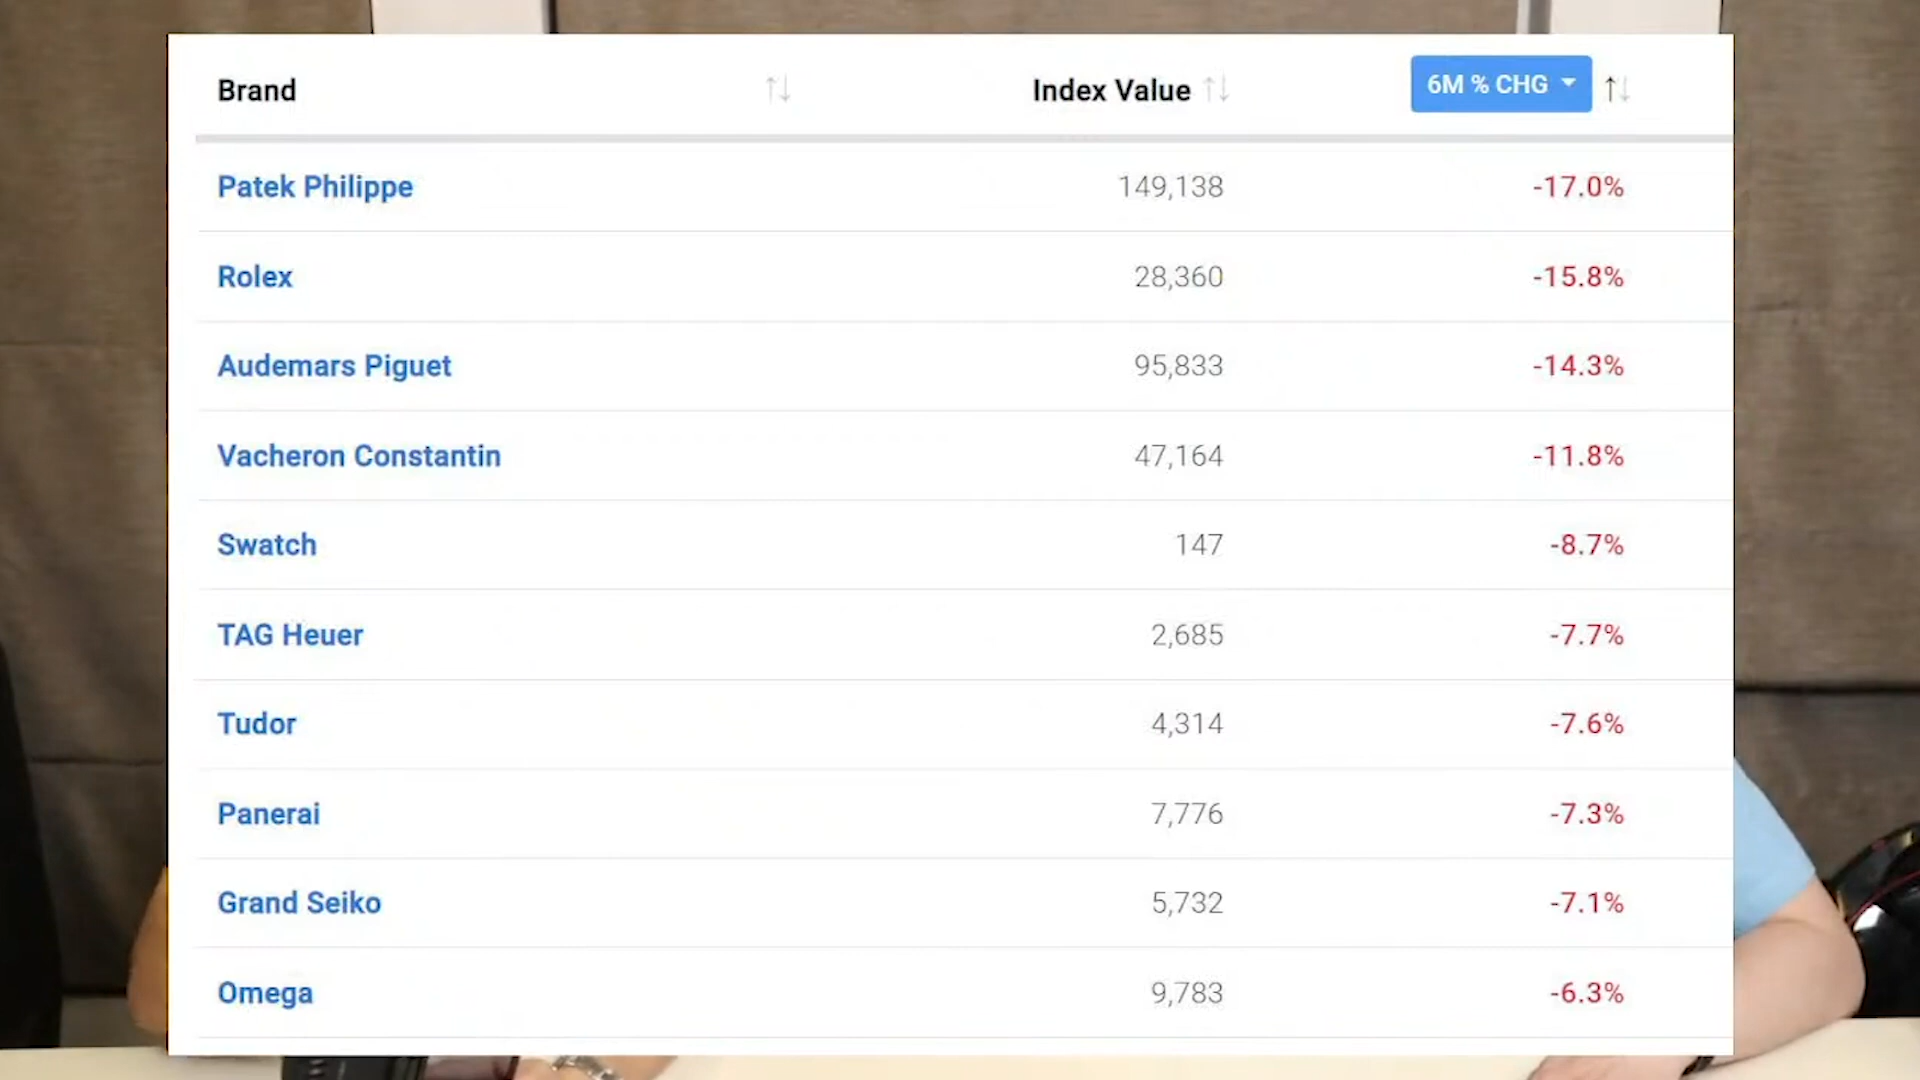 Brand Index Value 6M % CHG
Patek Philippe 149,138 -17.0%
Rolex 28,360 -15.8%
Audemars Piguet 95,833 -14.3%
Vacheron Constantin 47,164 -11.8%
Swatch 147 -8.7%
TAG Heuer 2,685 -7.7%
Tudor 4,314 -7.6%
Panerai 7,776 -7.3%
Grand Seiko 5,732 -7.1%
Omega 9,783 -6.3%